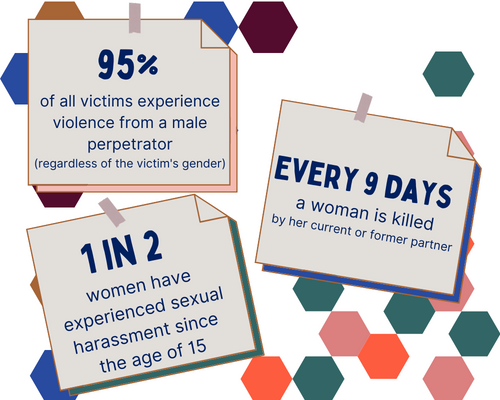 95%
of all victims experience
violence from a male
perpetrator
(regardless of the victim's gender)
EVERY 9 DAYS
a woman is killed
by her current or former partner
1 IN 2
women have
experienced sexual
harassment since
the age of 15